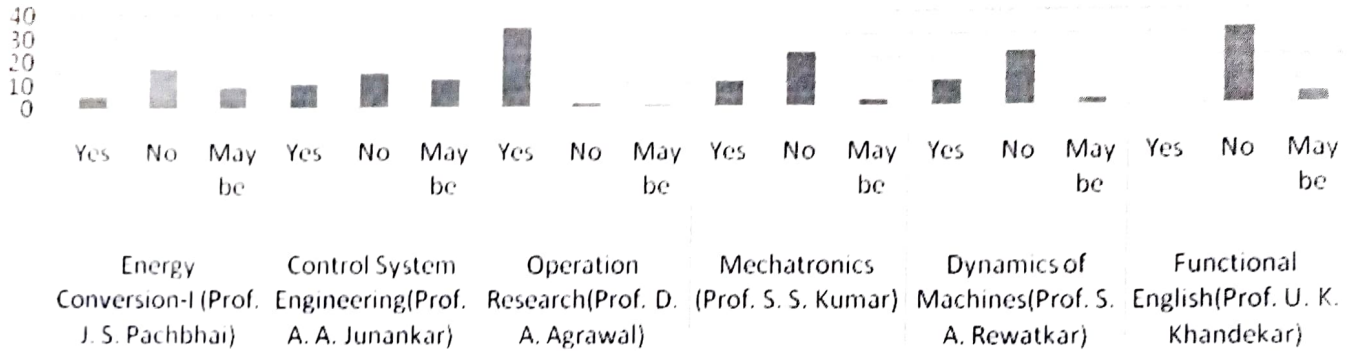 40
30
20
10
0
Yes No May be Yes No May be Yes No May be Yes No May be Yes No May be Yes No May be
Energy
Conversion-I (Prof.
J. S. Pachbhai)
Control System
Engineering(Prof.
A. A. Junankar)
Operation
Research(Prof. D.
A. Agrawal)
Mechatronics
(Prof. S. S. Kumar)
Dynamics of
Machines(Prof. S.
A. Rewatkar)
Functional
English(Prof. U. K.
Khandekar)